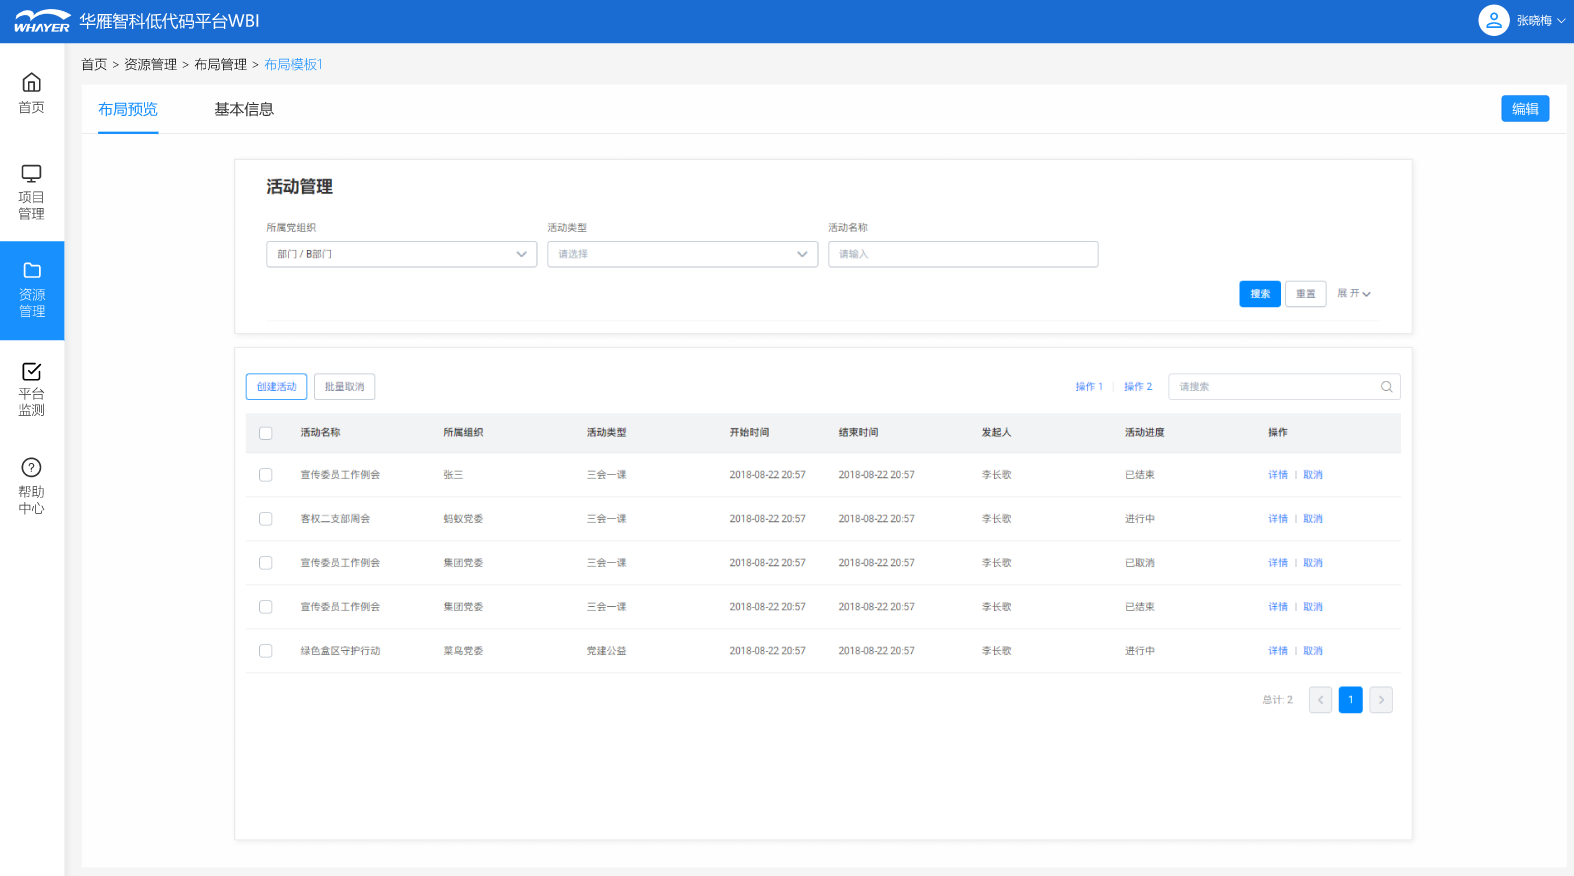 WHAYER 华雁智科低代码平台WBI
张晓梅
首页 > 资源管理 > 布局管理 > 布局模板1
首页
项目
管理
资源
管理
平台
监测
帮助
中心
布局预览 基本信息
编辑
活动管理
所属党组织 活动类型 活动名称
部门 / B部门 请选择 请输入
搜索 重置 展开
创建活动 批量取消 操作 1 操作 2 请搜索
活动名称 所属组织 活动类型 开始时间 结束时间 发起人 活动进度 操作
宣传委员工作例会 张三 三会一课 2018-08-22 20:57 2018-08-22 20:57 李长歌 已结束 详情 | 取消
客权二支部周会 蚂蚁党委 三会一课 2018-08-22 20:57 2018-08-22 20:57 李长歌 进行中 详情 | 取消
宣传委员工作例会 集团党委 三会一课 2018-08-22 20:57 2018-08-22 20:57 李长歌 已取消 详情 | 取消
宣传委员工作例会 集团党委 三会一课 2018-08-22 20:57 2018-08-22 20:57 李长歌 已结束 详情 | 取消
绿色盒区守护行动 菜鸟党委 党建公益 2018-08-22 20:57 2018-08-22 20:57 李长歌 进行中 详情 | 取消
总计: 2 1